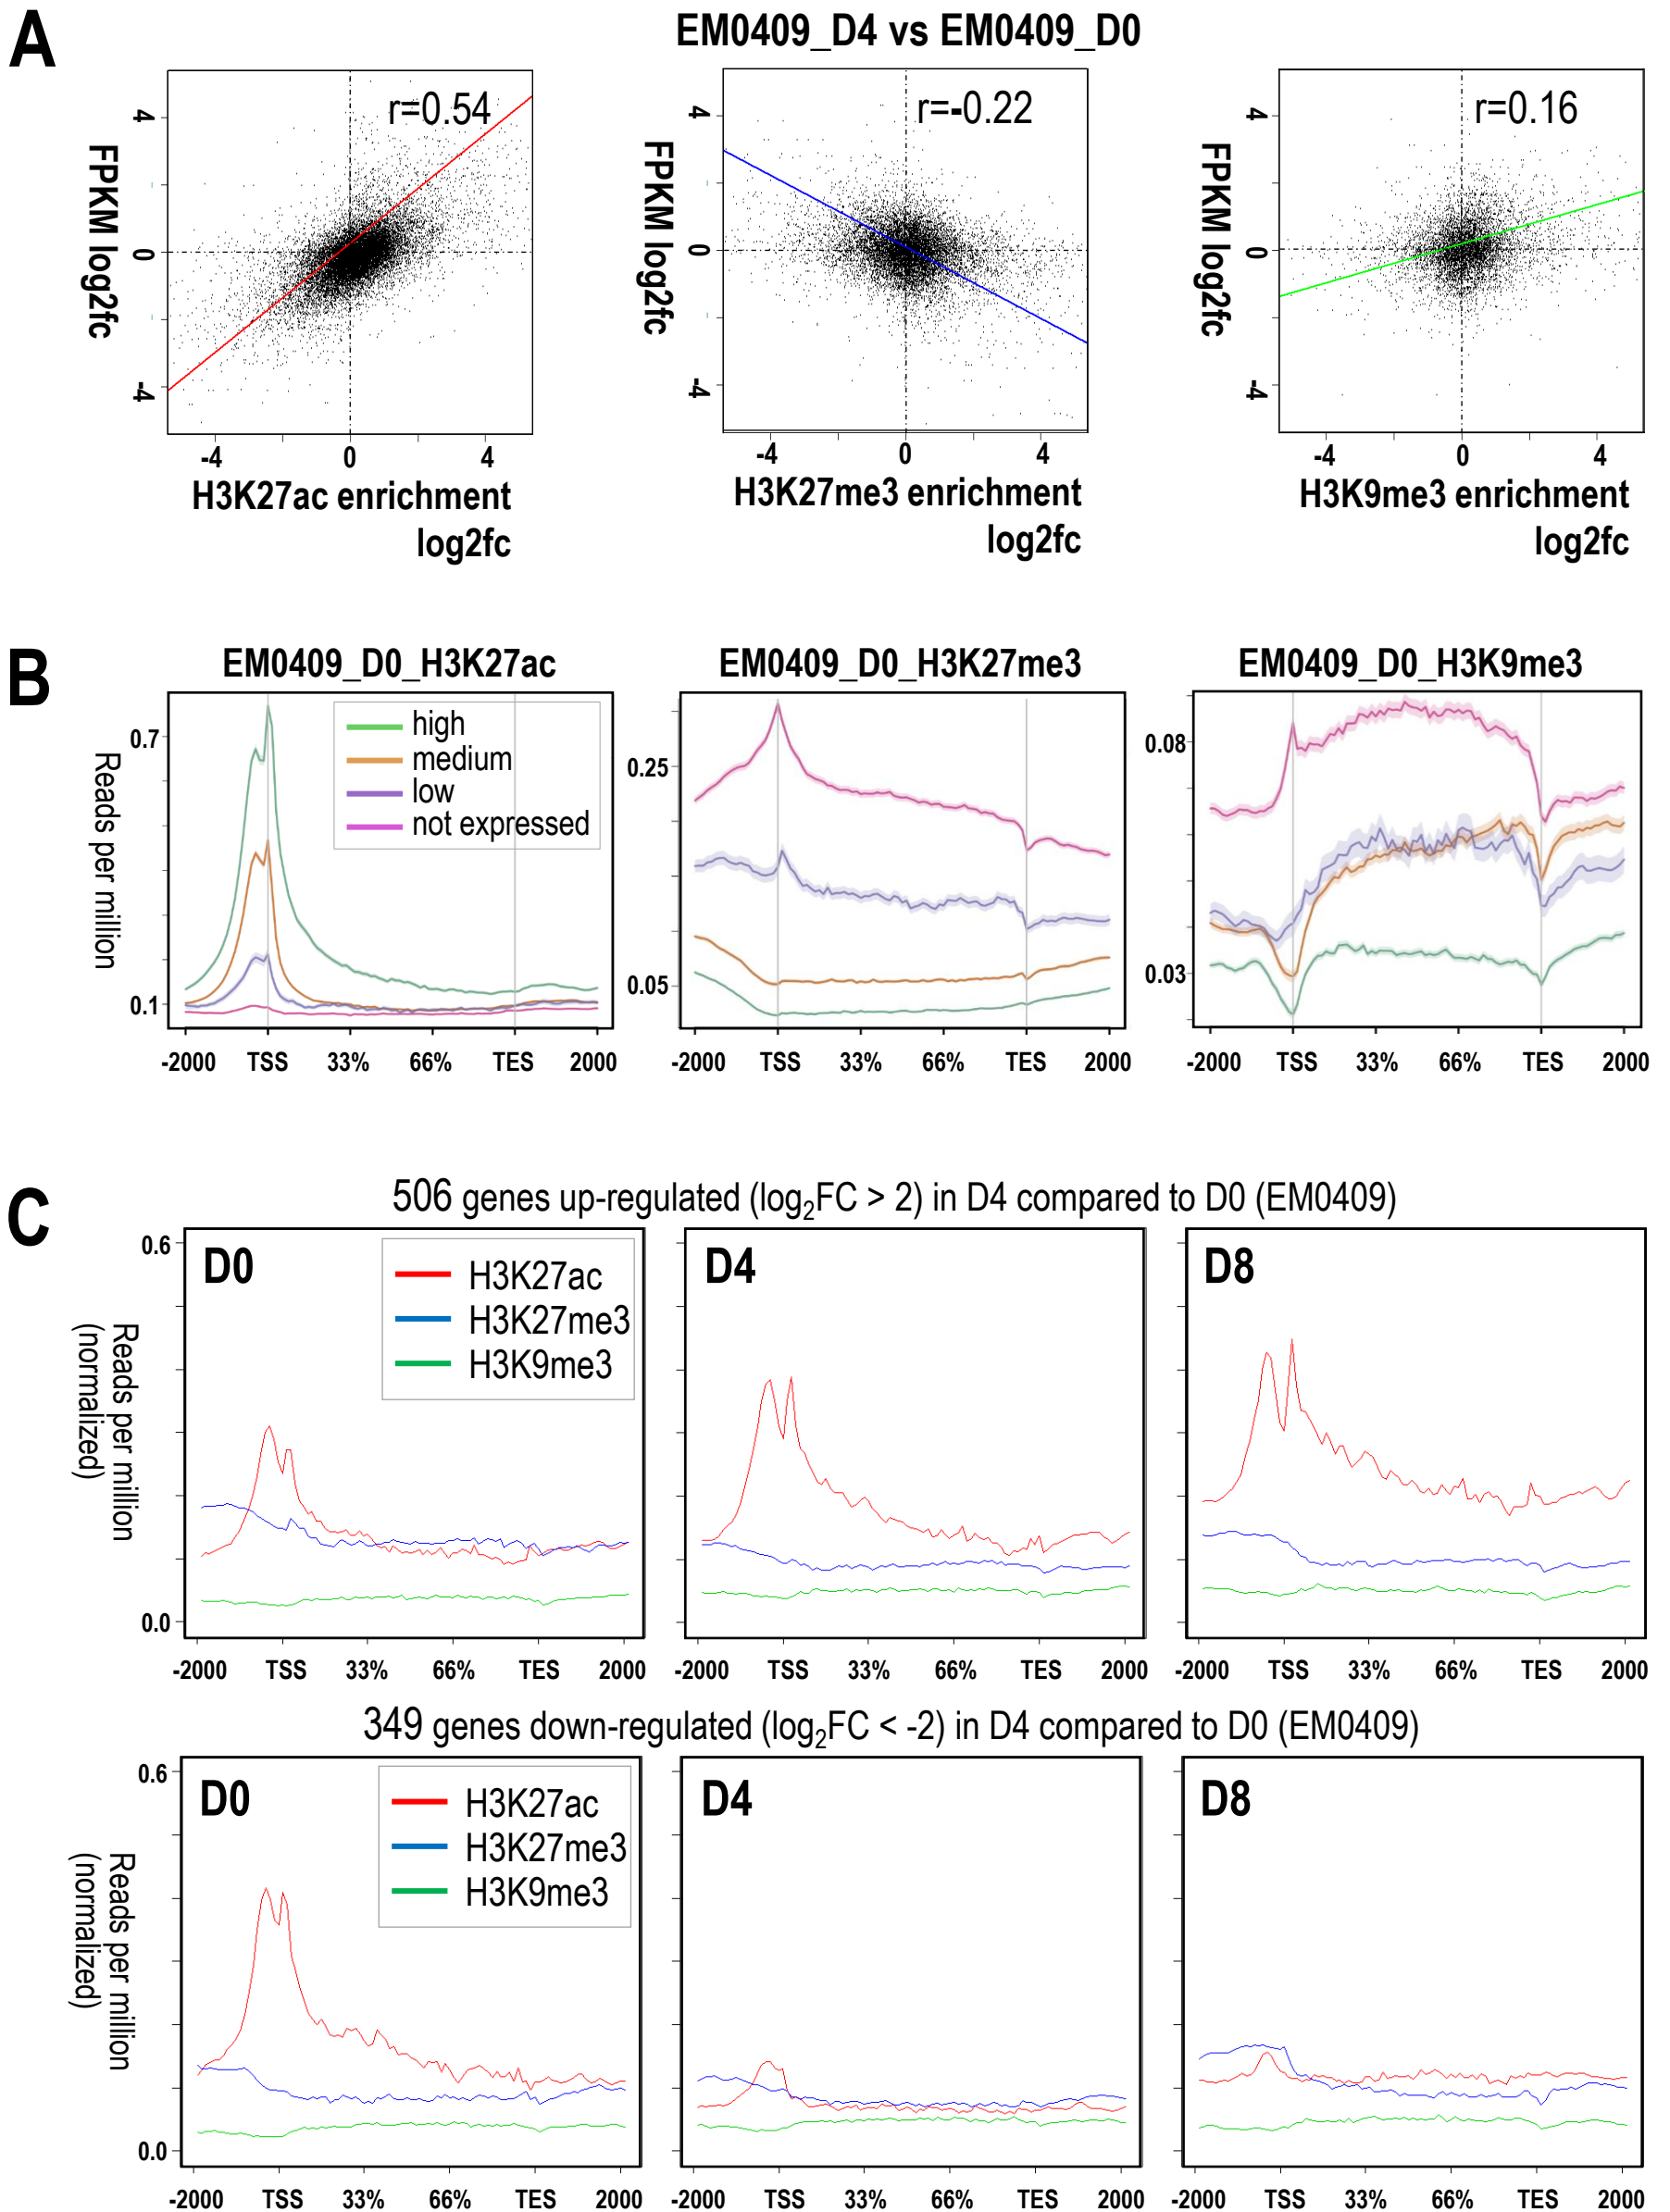 A
EM0409_D4 vs EM0409_D0
r=0.54
r=-0.22
r=0.16
4
0
-4
FPKM log2fc
4
0
-4
FPKM log2fc
4
0
-4
FPKM log2fc
-4 0 4
-4 0 4
-4 0 4
H3K27ac enrichment
log2fc
H3K27me3 enrichment
log2fc
H3K9me3 enrichment
log2fc
B
EM0409_D0_H3K27ac
EM0409_D0_H3K27me3
EM0409_D0_H3K9me3
Reads per million
0.7
0.1
high
medium
low
not expressed
0.25
0.05
0.08
0.03
-2000 TSS 33% 66% TES 2000
-2000 TSS 33% 66% TES 2000
-2000 TSS 33% 66% TES 2000
C
506 genes up-regulated (log2FC > 2) in D4 compared to D0 (EM0409)
Reads per million
(normalized)
0.6
0.0
D0
H3K27ac
H3K27me3
H3K9me3
D4
D8
-2000 TSS 33% 66% TES 2000
-2000 TSS 33% 66% TES 2000
-2000 TSS 33% 66% TES 2000
349 genes down-regulated (log2FC < -2) in D4 compared to D0 (EM0409)
Reads per million
(normalized)
0.6
0.0
D0
H3K27ac
H3K27me3
H3K9me3
D4
D8
-2000 TSS 33% 66% TES 2000
-2000 TSS 33% 66% TES 2000
-2000 TSS 33% 66% TES 2000